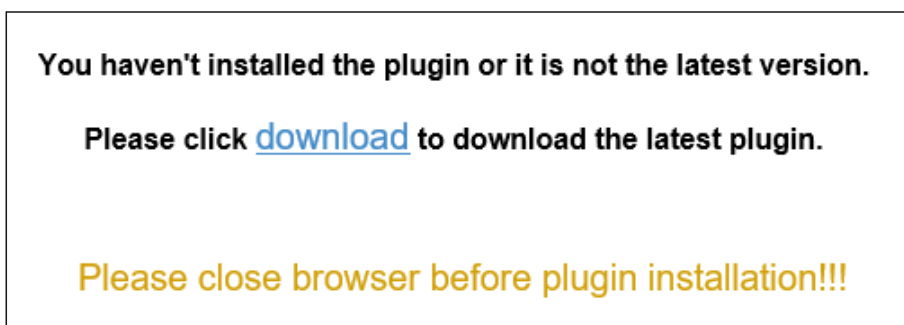 You haven't installed the plugin or it is not the latest version.
Please click download to download the latest plugin.
Please close browser before plugin installation!!!